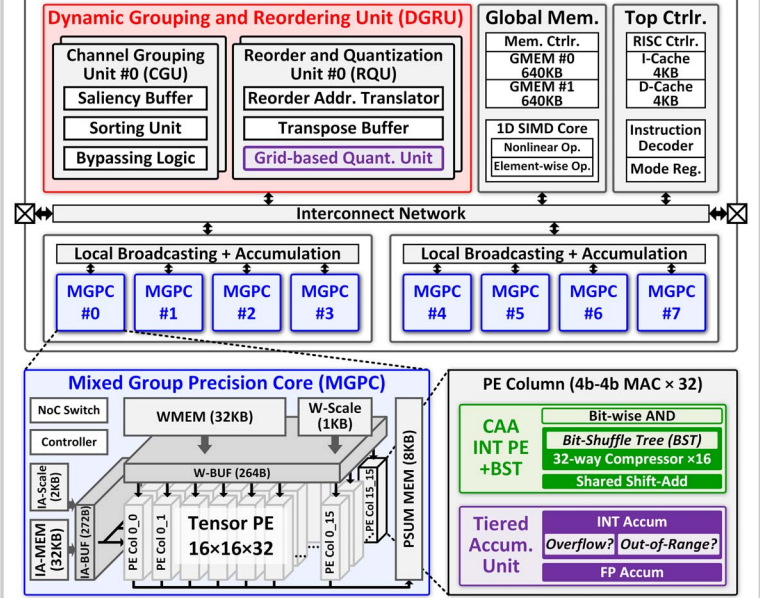 Dynamic Grouping and Reordering Unit (DGRU)
Channel Grouping
Unit #0 (CGU)
Saliency Buffer
Sorting Unit
Bypassing Logic
Reorder and Quantization
Unit #0 (RQU)
Reorder Addr. Translator
Transpose Buffer
Grid-based Quant. Unit
Global Mem.
Mem. Ctrlr.
GMEM #0
640KB
GMEM #1
640KB
1D SIMD Core
Nonlinear Op.
Element-wise Op.
Top Ctrlr.
RISC Ctrlr.
I-Cache
4KB
D-Cache
4KB
Instruction
Decoder
Mode Reg.
Interconnect Network
Local Broadcasting + Accumulation
MGPC
#0
MGPC
#1
MGPC
#2
MGPC
#3
Local Broadcasting + Accumulation
MGPC
#4
MGPC
#5
MGPC
#6
MGPC
#7
Mixed Group Precision Core (MGPC)
NoC Switch
Controller
WMEM (32KB)
W-Scale
(1KB)
W-BUF (264B)
IA-Scale
(2KB)
IA-MEM
(32KB)
IA-BUF (272B)
PE Col 0_0
PE Col 0_1
Tensor PE
16×16×32
...
PE Col 0_15
PE Col 15_15
PSUM MEM (8KB)
PE Column (4b-4b MAC × 32)
CAA
INT PE
+BST
Bit-wise AND
Bit-Shuffle Tree (BST)
32-way Compressor ×16
Shared Shift-Add
Tiered
Accum.
Unit
INT Accum
Overflow?
Out-of-Range?
FP Accum